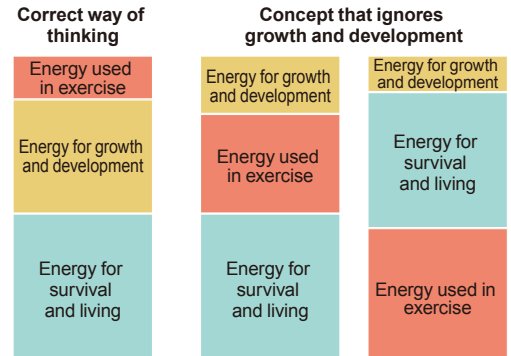 Correct way of
thinking
Concept that ignores
growth and development
Energy used
in exercise
Energy for growth
and development
Energy for
survival
and living
Energy for growth
and development
Energy used
in exercise
Energy for
survival
and living
Energy for growth
and development
Energy for
survival
and living
Energy used in
exercise